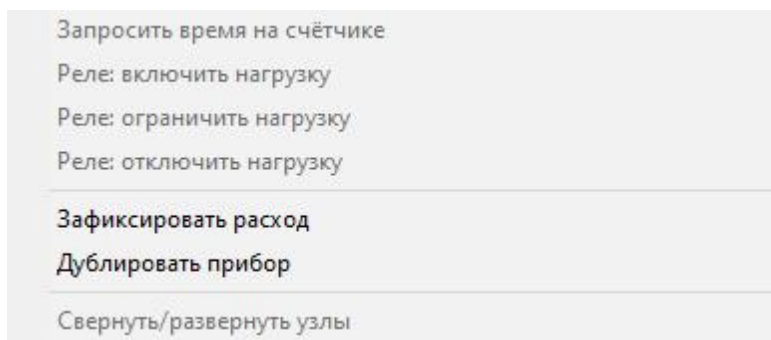 Запросить время на счётчике
Реле: включить нагрузку
Реле: ограничить нагрузку
Реле: отключить нагрузку
Зафиксировать расход
Дублировать прибор
Свернуть/развернуть узлы